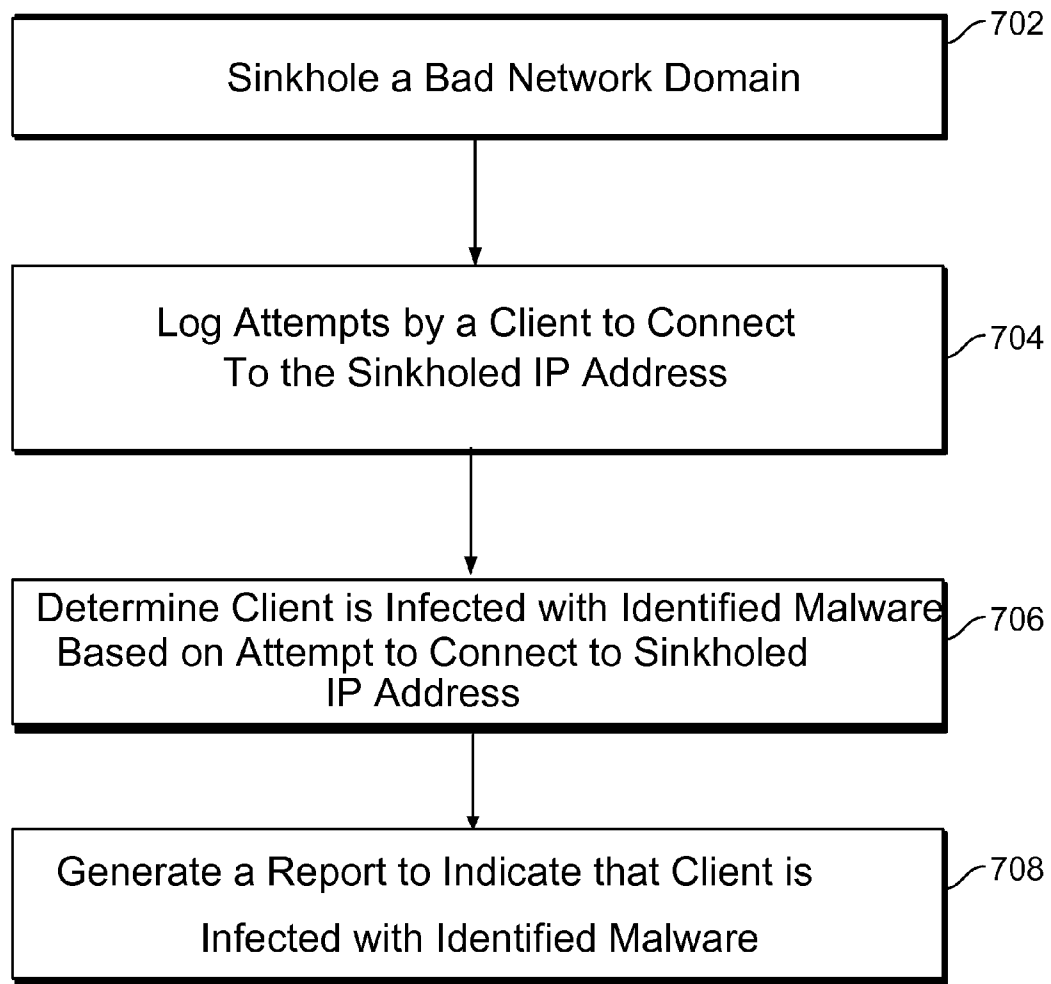 702
Sinkhole a Bad Network Domain
Log Attempts by a Client to Connect
To the Sinkholed IP Address
704
Determine Client is Infected with Identified Malware
Based on Attempt to Connect to Sinkholed
IP Address
706
Generate a Report to Indicate that Client is
Infected with Identified Malware
708